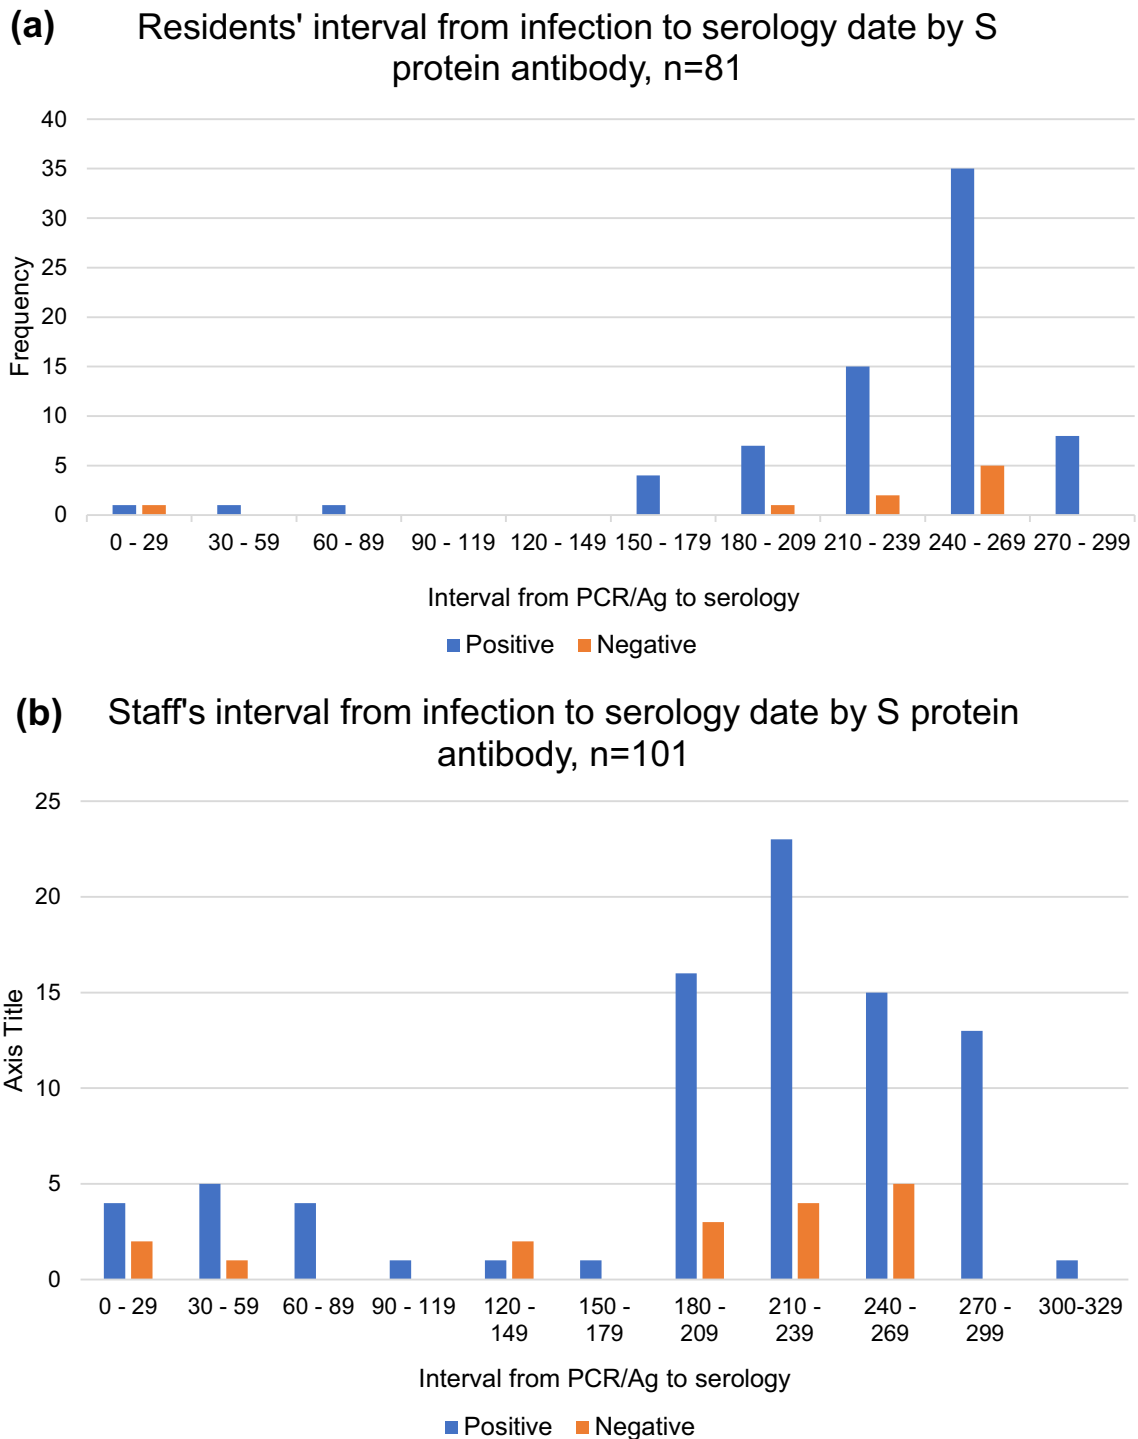 (a)
Residents' interval from infection to serology date by S
protein antibody, n=81
40
35
30
25
20
15
10
5
0
Frequency
0 - 29 30 - 59 60 - 89 90 - 119 120 - 149 150 - 179 180 - 209 210 - 239 240 - 269 270 - 299
Interval from PCR/Ag to serology
Positive Negative
(b)
Staff's interval from infection to serology date by S protein
antibody, n=101
25
20
15
10
5
0
Axis Title
0 - 29 30 - 59 60 - 89 90 - 119 120 - 150 - 180 - 210 - 240 - 270 - 300-329
149 179 209 239 269 299
Interval from PCR/Ag to serology
Positive Negative